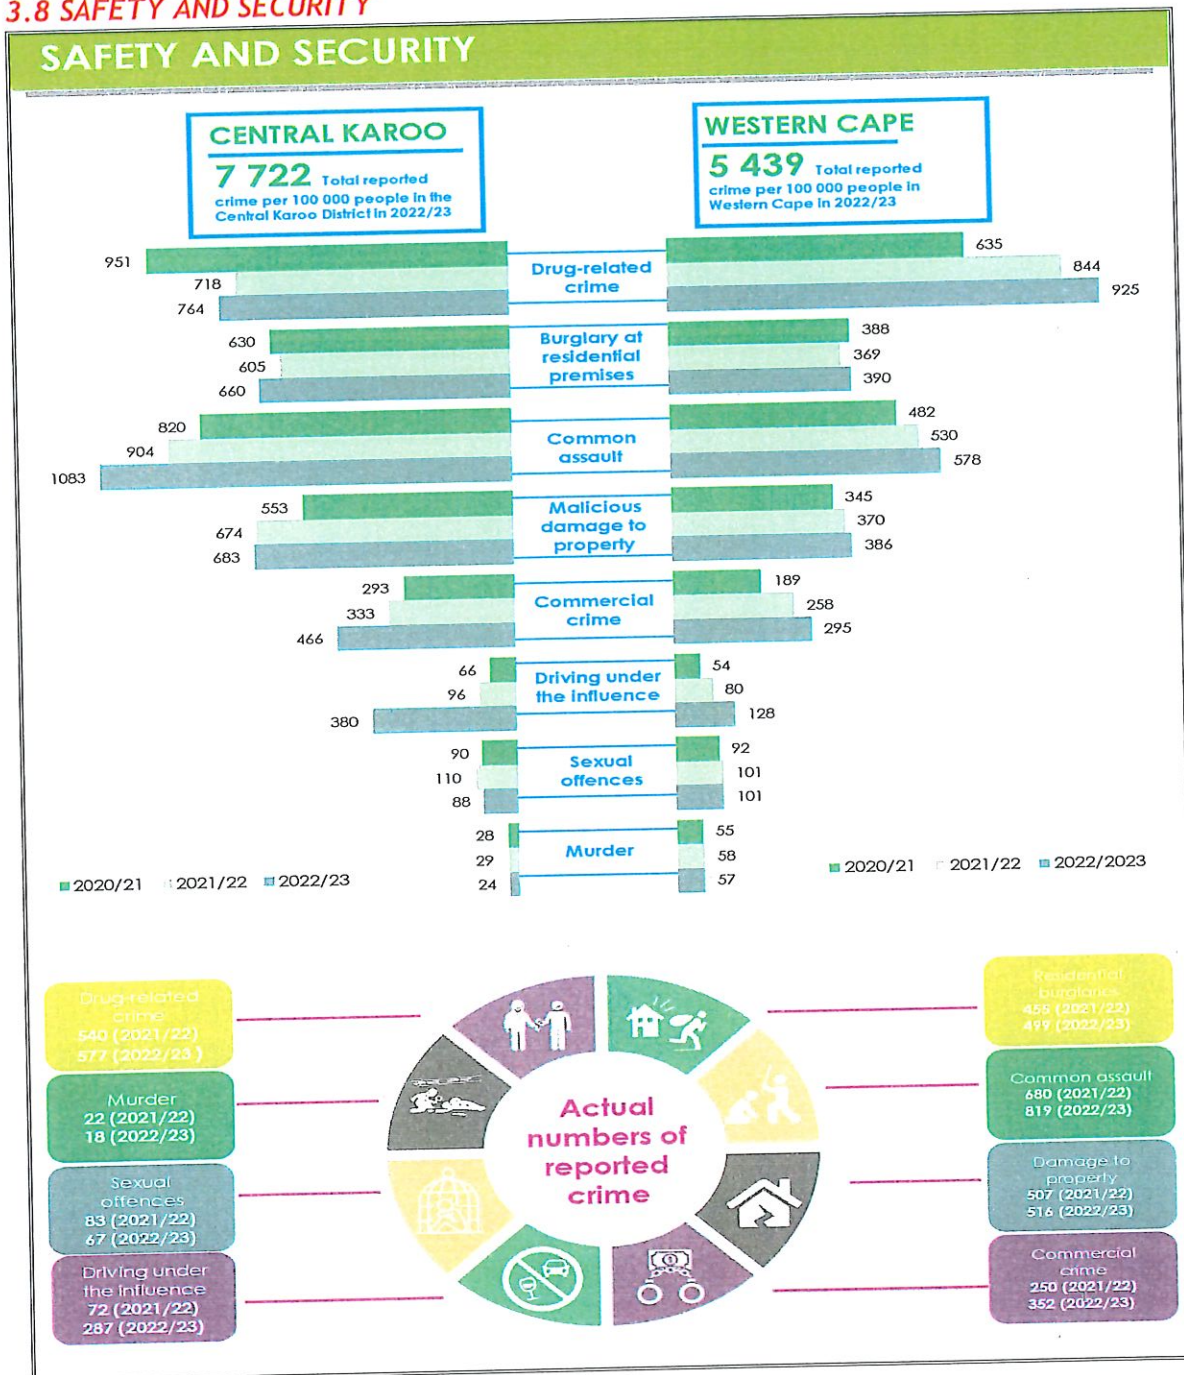 3.8 SAFETY AND SECURITY
SAFETY AND SECURITY
CENTRAL KAROO
7 722 Total reported
crime per 100 000 people in the
Central Karoo District in 2022/23
WESTERN CAPE
5 439 Total reported
crime per 100 000 people in
Western Cape in 2022/23
951
718
764
Drug-related
crime
635
844
925
630
605
660
Burglary at
residential
premises
388
369
390
820
904
1083
Common
assault
482
530
578
553
674
683
Malicious
damage to
property
345
370
386
293
333
466
Commercial
crime
189
258
295
66
96
380
Driving under
the influence
54
80
128
90
110
88
Sexual
offences
92
101
101
28
29
24
Murder
55
58
57
2020/21 2021/22 2022/23
2020/21 2021/22 2022/2023
Drug-related
crime
540 (2021/22)
577 (2022/23 )
Murder
22 (2021/22)
18 (2022/23)
Sexual
offences
83 (2021/22)
67 (2022/23)
Driving under
the influence
72 (2021/22)
287 (2022/23)
Actual
numbers of
reported
crime
Residential
burglaries
455 (2021/22)
499 (2022/23)
Common assault
680 (2021/22)
819 (2022/23)
Damage to
property
507 (2021/22)
516 (2022/23)
Commercial
crime
250 (2021/22)
352 (2022/23)